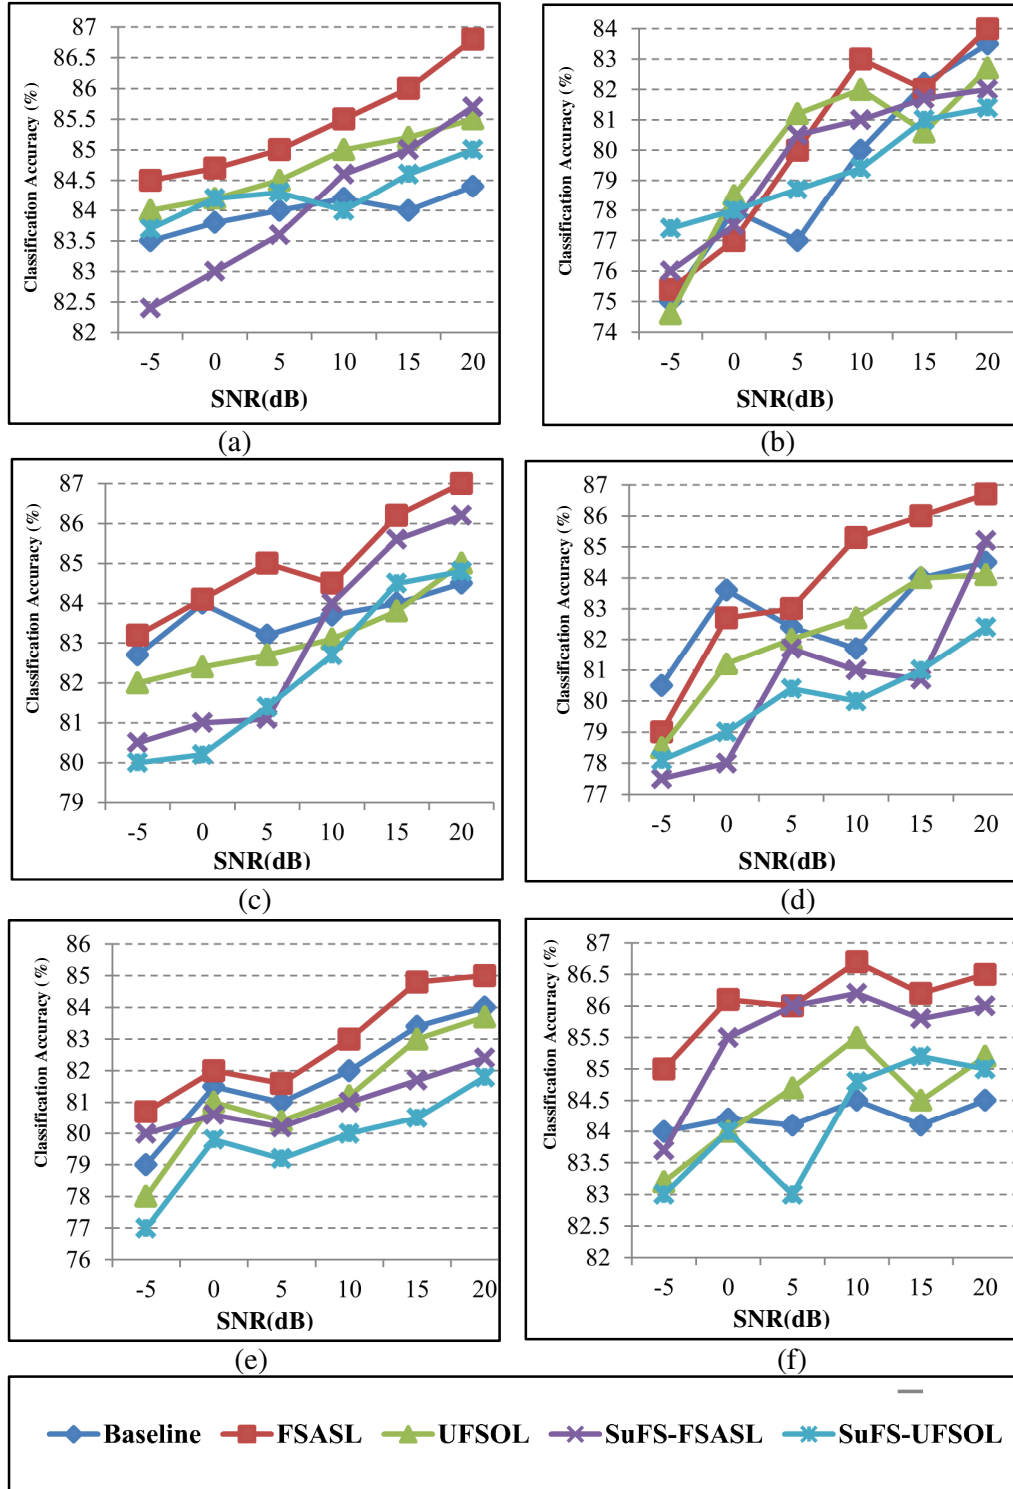 Classification Accuracy (%)
87
86.5
86
85.5
85
84.5
84
83.5
83
82.5
82
-5 0 5 10 15 20
SNR(dB)
(a)
Classification Accuracy (%)
84
83
82
81
80
79
78
77
76
75
74
-5 0 5 10 15 20
SNR(dB)
(b)
Classification Accuracy (%)
87
86
85
84
83
82
81
80
79
-5 0 5 10 15 20
SNR(dB)
(c)
Classification Accuracy (%)
87
86
85
84
83
82
81
80
79
78
77
-5 0 5 10 15 20
SNR(dB)
(d)
Classification Accuracy (%)
86
85
84
83
82
81
80
79
78
77
76
-5 0 5 10 15 20
SNR(dB)
(e)
Classification Accuracy (%)
87
86.5
86
85.5
85
84.5
84
83.5
83
82.5
82
-5 0 5 10 15 20
SNR(dB)
(f)
Baseline FSASL UFSOL SuFS-FSASL SuFS-UFSOL